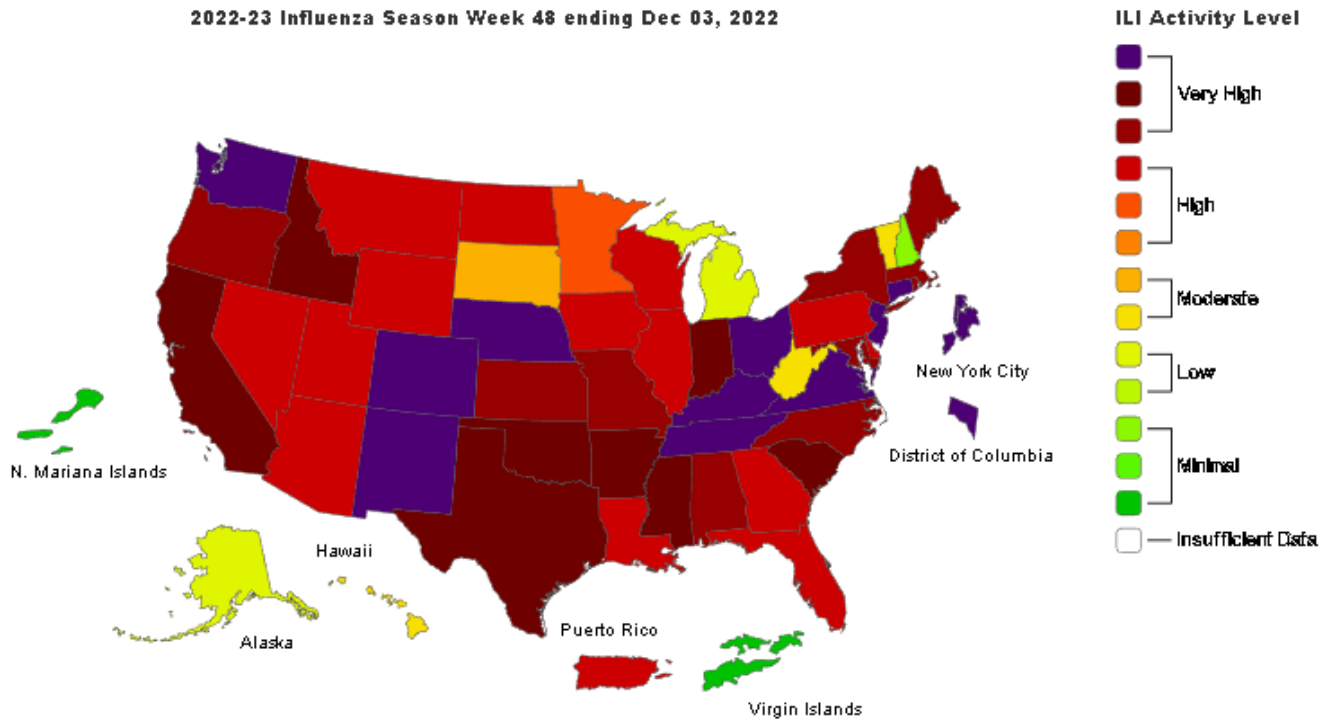 2022-23 Influenza Season Week 48 ending Dec 03, 2022
ILI Activity Level
Very High
High
Moderate
Low
Minimal
Insufficient Data
New York City
District of Columbia
N. Mariana Islands
Hawaii
Alaska
Puerto Rico
Virgin Islands